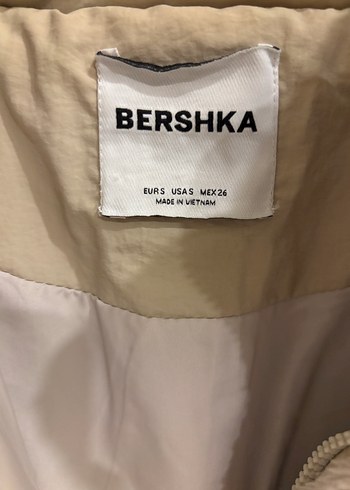 BERSHKA
EUR S USA S MEX 26
MADE IN VIETNAM